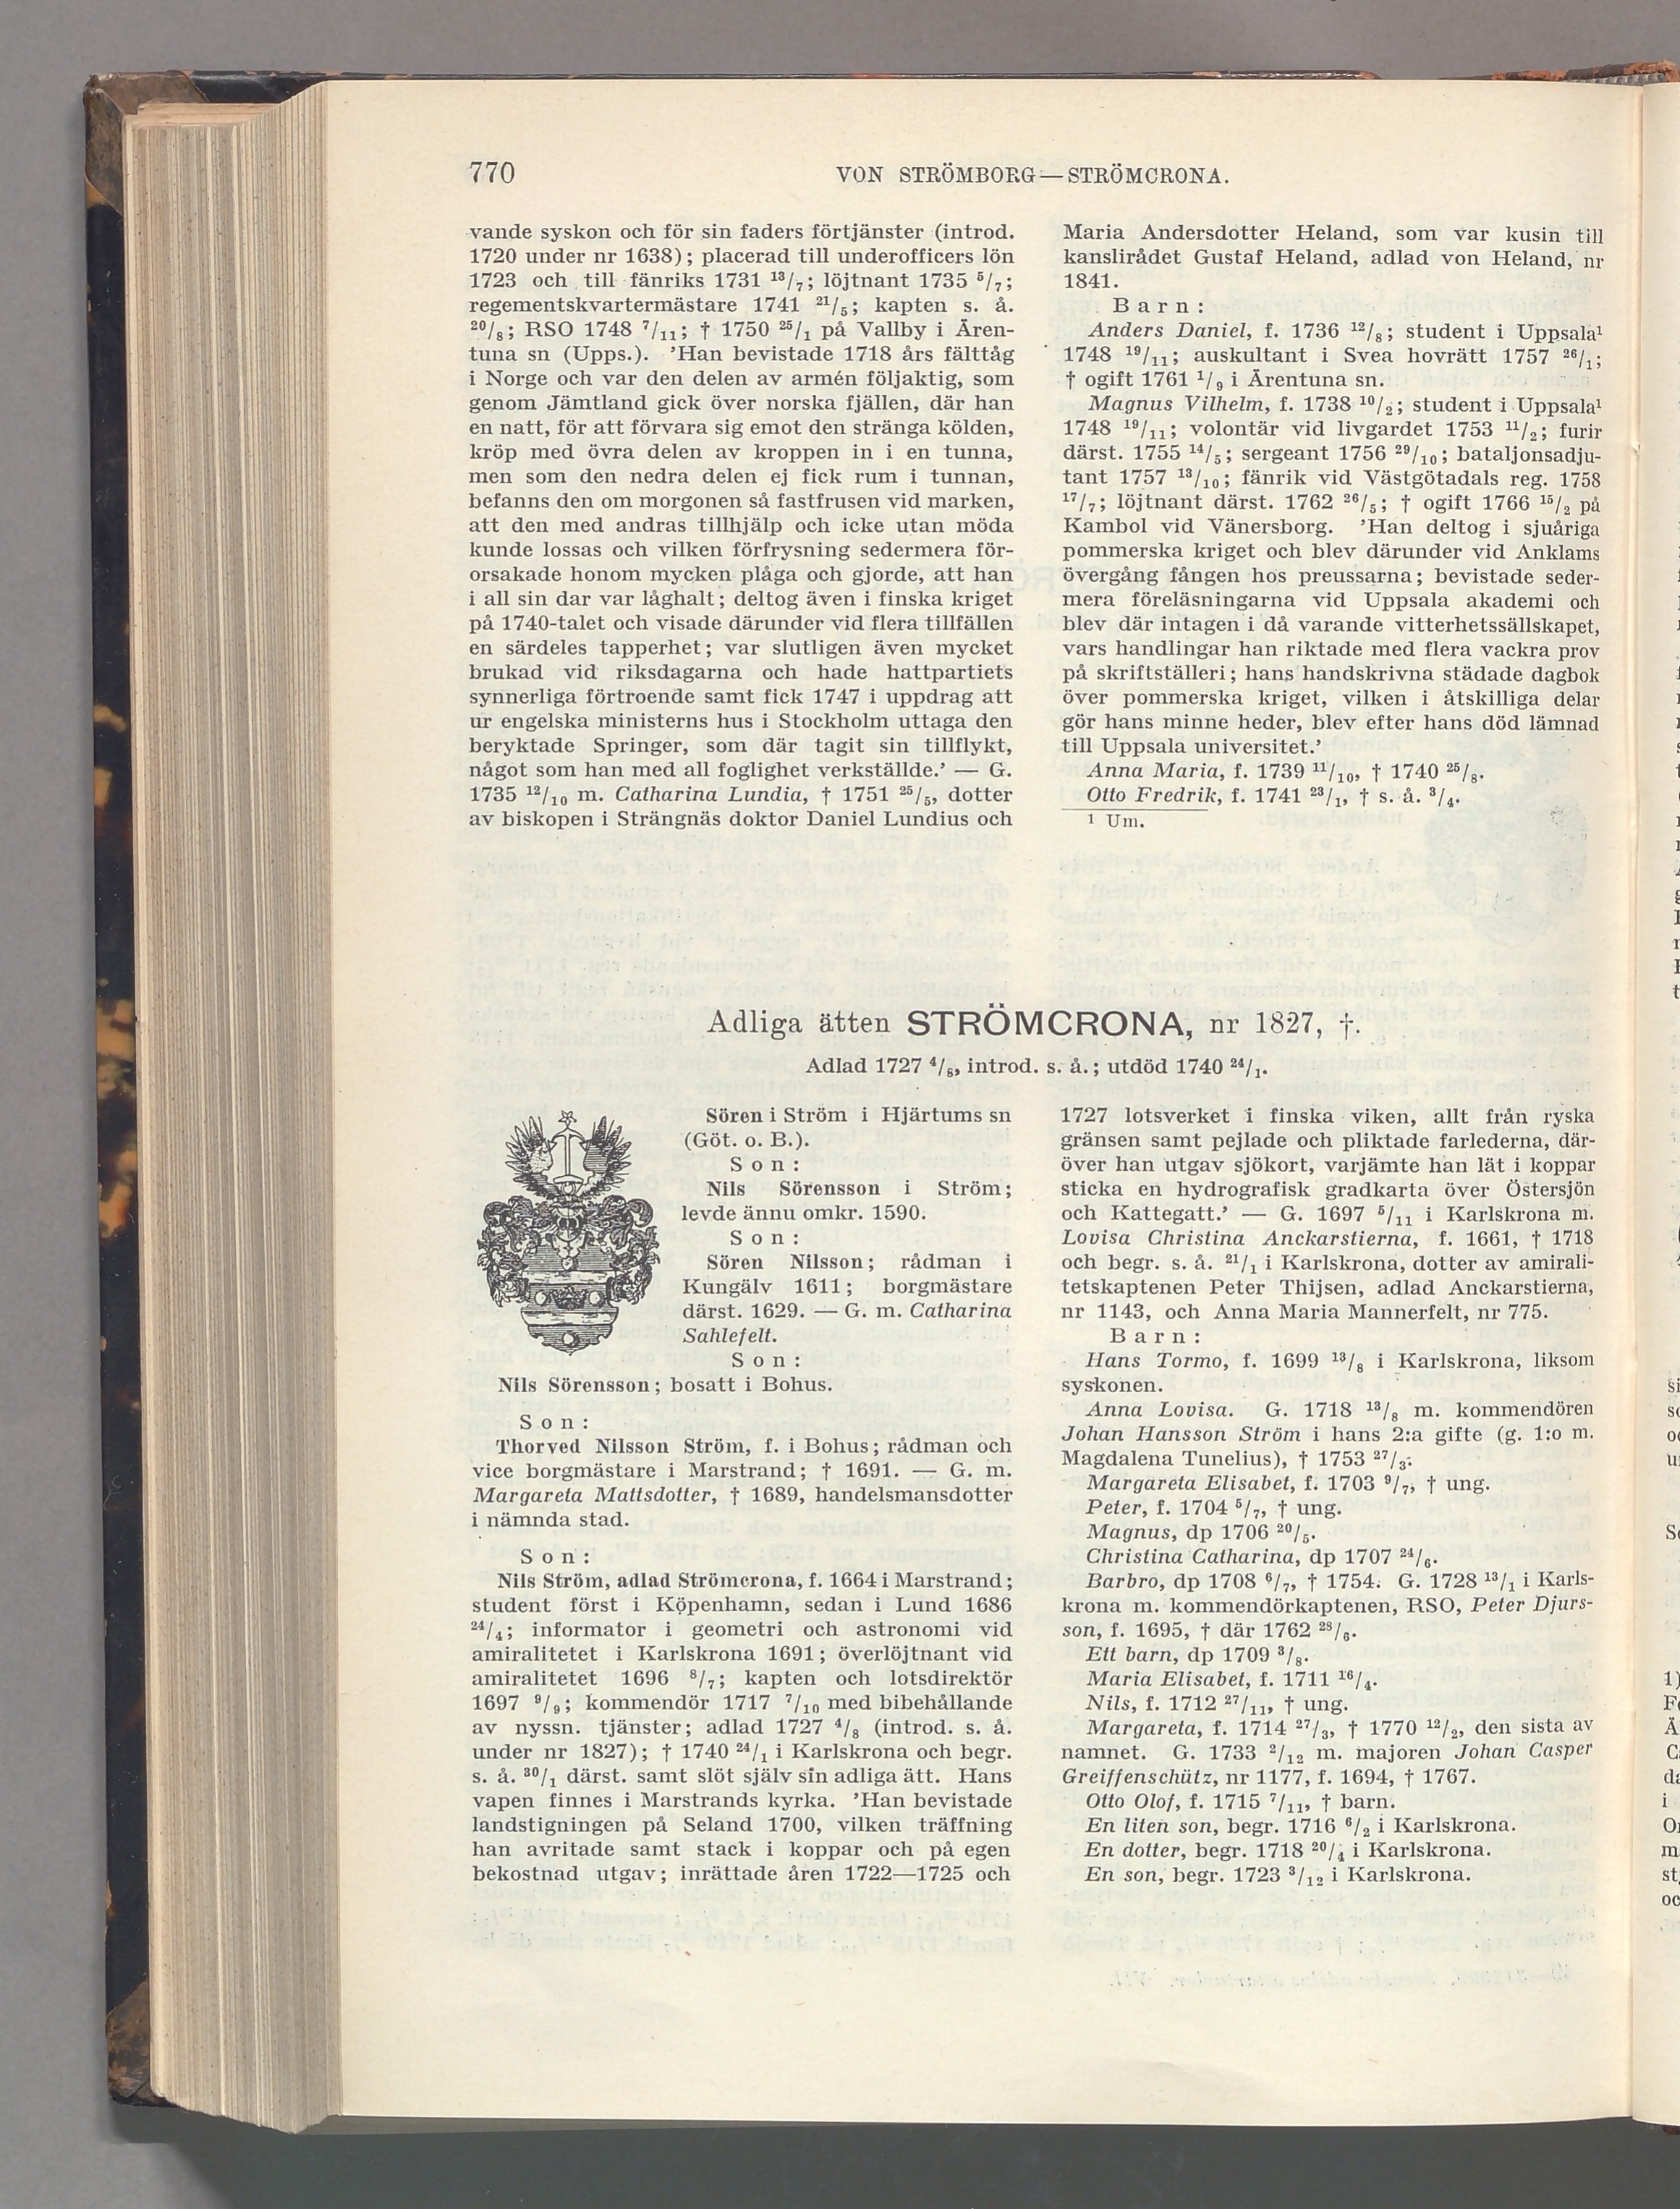 770
VON STRÖMBORG—STRÖMCRONA.
vande syskon och för sin faders förtjänster (introd.
1720 under nr 1638); placerad till underofficers lön
1723 och till fänriks 1731 13/7; löjtnant 1735 5/7;
regementskvartermästare 1741 21/5; kapten s. å.
20/8; RSO 1748 7/11; † 1750 25/1 på Vallby i Ären-
tuna sn (Upps.). ’Han bevistade 1718 års fälttåg
i Norge och var den delen av armén följaktig, som
genom Jämtland gick över norska fjällen, där han
en natt, för att förvara sig emot den stränga kölden,
kröp med övra delen av kroppen in i en tunna,
men som den nedra delen ej fick rum i tunnan,
befanns den om morgonen så fastfrusen vid marken,
att den med andras tillhjälp och icke utan möda
kunde lossas och vilken förfrysning sedermera för-
orsakade honom mycken plåga och gjorde, att han
i all sin dar var låghalt; deltog även i finska kriget
på 1740-talet och visade därunder vid flera tillfällen
en särdeles tapperhet; var slutligen även mycket
brukad vid riksdagarna och hade hattpartiets
synnerliga förtroende samt fick 1747 i uppdrag att
ur engelska ministerns hus i Stockholm uttaga den
beryktade Springer, som där tagit sin tillflykt,
något som han med all foglighet verkställde.’ — G.
1735 12/10 m. Catharina Lundia, † 1751 25/5, dotter
av biskopen i Strängnäs doktor Daniel Lundius och
Maria Andersdotter Heland, som var kusin till
kanslirådet Gustaf Heland, adlad von Heland, nr
1841.
Barn:
Anders Daniel, f. 1736 12/8; student i Uppsala1
1748 19/11; auskultant i Svea hovrätt 1757 26/1;
† ogift 1761 1/9 i Ärentuna sn.
Magnus Vilhelm, f. 1738 10/2; student i Uppsala1
1748 19/11; volontär vid livgardet 1753 11/2; furir
därst. 1755 14/5; sergeant 1756 29/10; bataljonsadju-
tant 1757 13/10; fänrik vid Västgötadals reg. 1758
17/7; löjtnant därst. 1762 26/5; † ogift 1766 15/2 på
Kambol vid Vänersborg. ’Han deltog i sjuåriga
pommerska kriget och blev därunder vid Anklams
övergång fången hos preussarna; bevistade seder-
mera föreläsningarna vid Uppsala akademi och
blev där intagen i då varande vitterhetssällskapet,
vars handlingar han riktade med flera vackra prov
på skriftställeri; hans handskrivna städade dagbok
över pommerska kriget, vilken i åtskilliga delar
gör hans minne heder, blev efter hans död lämnad
till Uppsala universitet.’
Anna Maria, f. 1739 11/10, † 1740 25/8.
Otto Fredrik, f. 1741 23/1, † s. å. 3/4.
1 Um.
Adliga ätten STRÖMCRONA, nr 1827, †.
Adlad 1727 4/8, introd. s. å.; utdöd 1740 24/1.
Sören i Ström i Hjärtums sn
(Göt. o. B.).
Son:
Nils Sörensson i Ström;
levde ännu omkr. 1590.
Son:
Sören Nilsson; rådman i
Kungälv 1611; borgmästare
därst. 1629. — G. m. Catharina
Sahlefelt.
Son:
Nils Sörensson; bosatt i Bohus.
Son:
Thorved Nilsson Ström, f. i Bohus; rådman och
vice borgmästare i Marstrand; † 1691. — G. m.
Margareta Mattsdotter, † 1689, handelsmansdotter
i nämnda stad.
Son:
Nils Ström, adlad Strömcrona, f. 1664 i Marstrand;
student först i Köpenhamn, sedan i Lund 1686
24/4; informator i geometri och astronomi vid
amiralitetet i Karlskrona 1691; överlöjtnant vid
amiralitetet 1696 8/7; kapten och lotsdirektör
1697 9/9; kommendör 1717 7/10 med bibehållande
av nyssn. tjänster; adlad 1727 4/8 (introd. s. å.
under nr 1827); † 1740 24/1 i Karlskrona och begr.
s. å. 30/1 därst. samt slöt själv sin adliga ätt. Hans
vapen finnes i Marstrands kyrka. ’Han bevistade
landstigningen på Seland 1700, vilken träffning
han avritade samt stack i koppar och på egen
bekostnad utgav; inrättade åren 1722—1725 och
1727 lotsverket i finska viken, allt från ryska
gränsen samt pejlade och pliktade farlederna, där-
över han utgav sjökort, varjämte han lät i koppar
sticka en hydrografisk gradkarta över Östersjön
och Kattegatt.’ — G. 1697 5/11 i Karlskrona m.
Lovisa Christina Anckarstierna, f. 1661, † 1718
och begr. s. å. 21/1 i Karlskrona, dotter av amirali-
tetskaptenen Peter Thijsen, adlad Anckarstierna,
nr 1143, och Anna Maria Mannerfelt, nr 775.
Barn:
Hans Tormo, f. 1699 13/8 i Karlskrona, liksom
syskonen.
Anna Lovisa. G. 1718 13/8 m. kommendören
Johan Hansson Ström i hans 2:a gifte (g. 1:o m.
Magdalena Tunelius), † 1753 27/3.
Margareta Elisabet, f. 1703 9/7, † ung.
Peter, f. 1704 5/7, † ung.
Magnus, dp 1706 20/5.
Christina Catharina, dp 1707 24/6.
Barbro, dp 1708 6/7, † 1754. G. 1728 13/1 i Karls-
krona m. kommendörkaptenen, RSO, Peter Djurs-
son, f. 1695, † där 1762 28/6.
Ett barn, dp 1709 3/8.
Maria Elisabet, f. 1711 16/4.
Nils, f. 1712 27/11, † ung.
Margareta, f. 1714 27/3, † 1770 12/2, den sista av
namnet. G. 1733 2/12 m. majoren Johan Casper
Greiffenschütz, nr 1177, f. 1694, † 1767.
Otto Olof, f. 1715 7/11, † barn.
En liten son, begr. 1716 6/2 i Karlskrona.
En dotter, begr. 1718 20/4 i Karlskrona.
En son, begr. 1723 3/12 i Karlskrona.